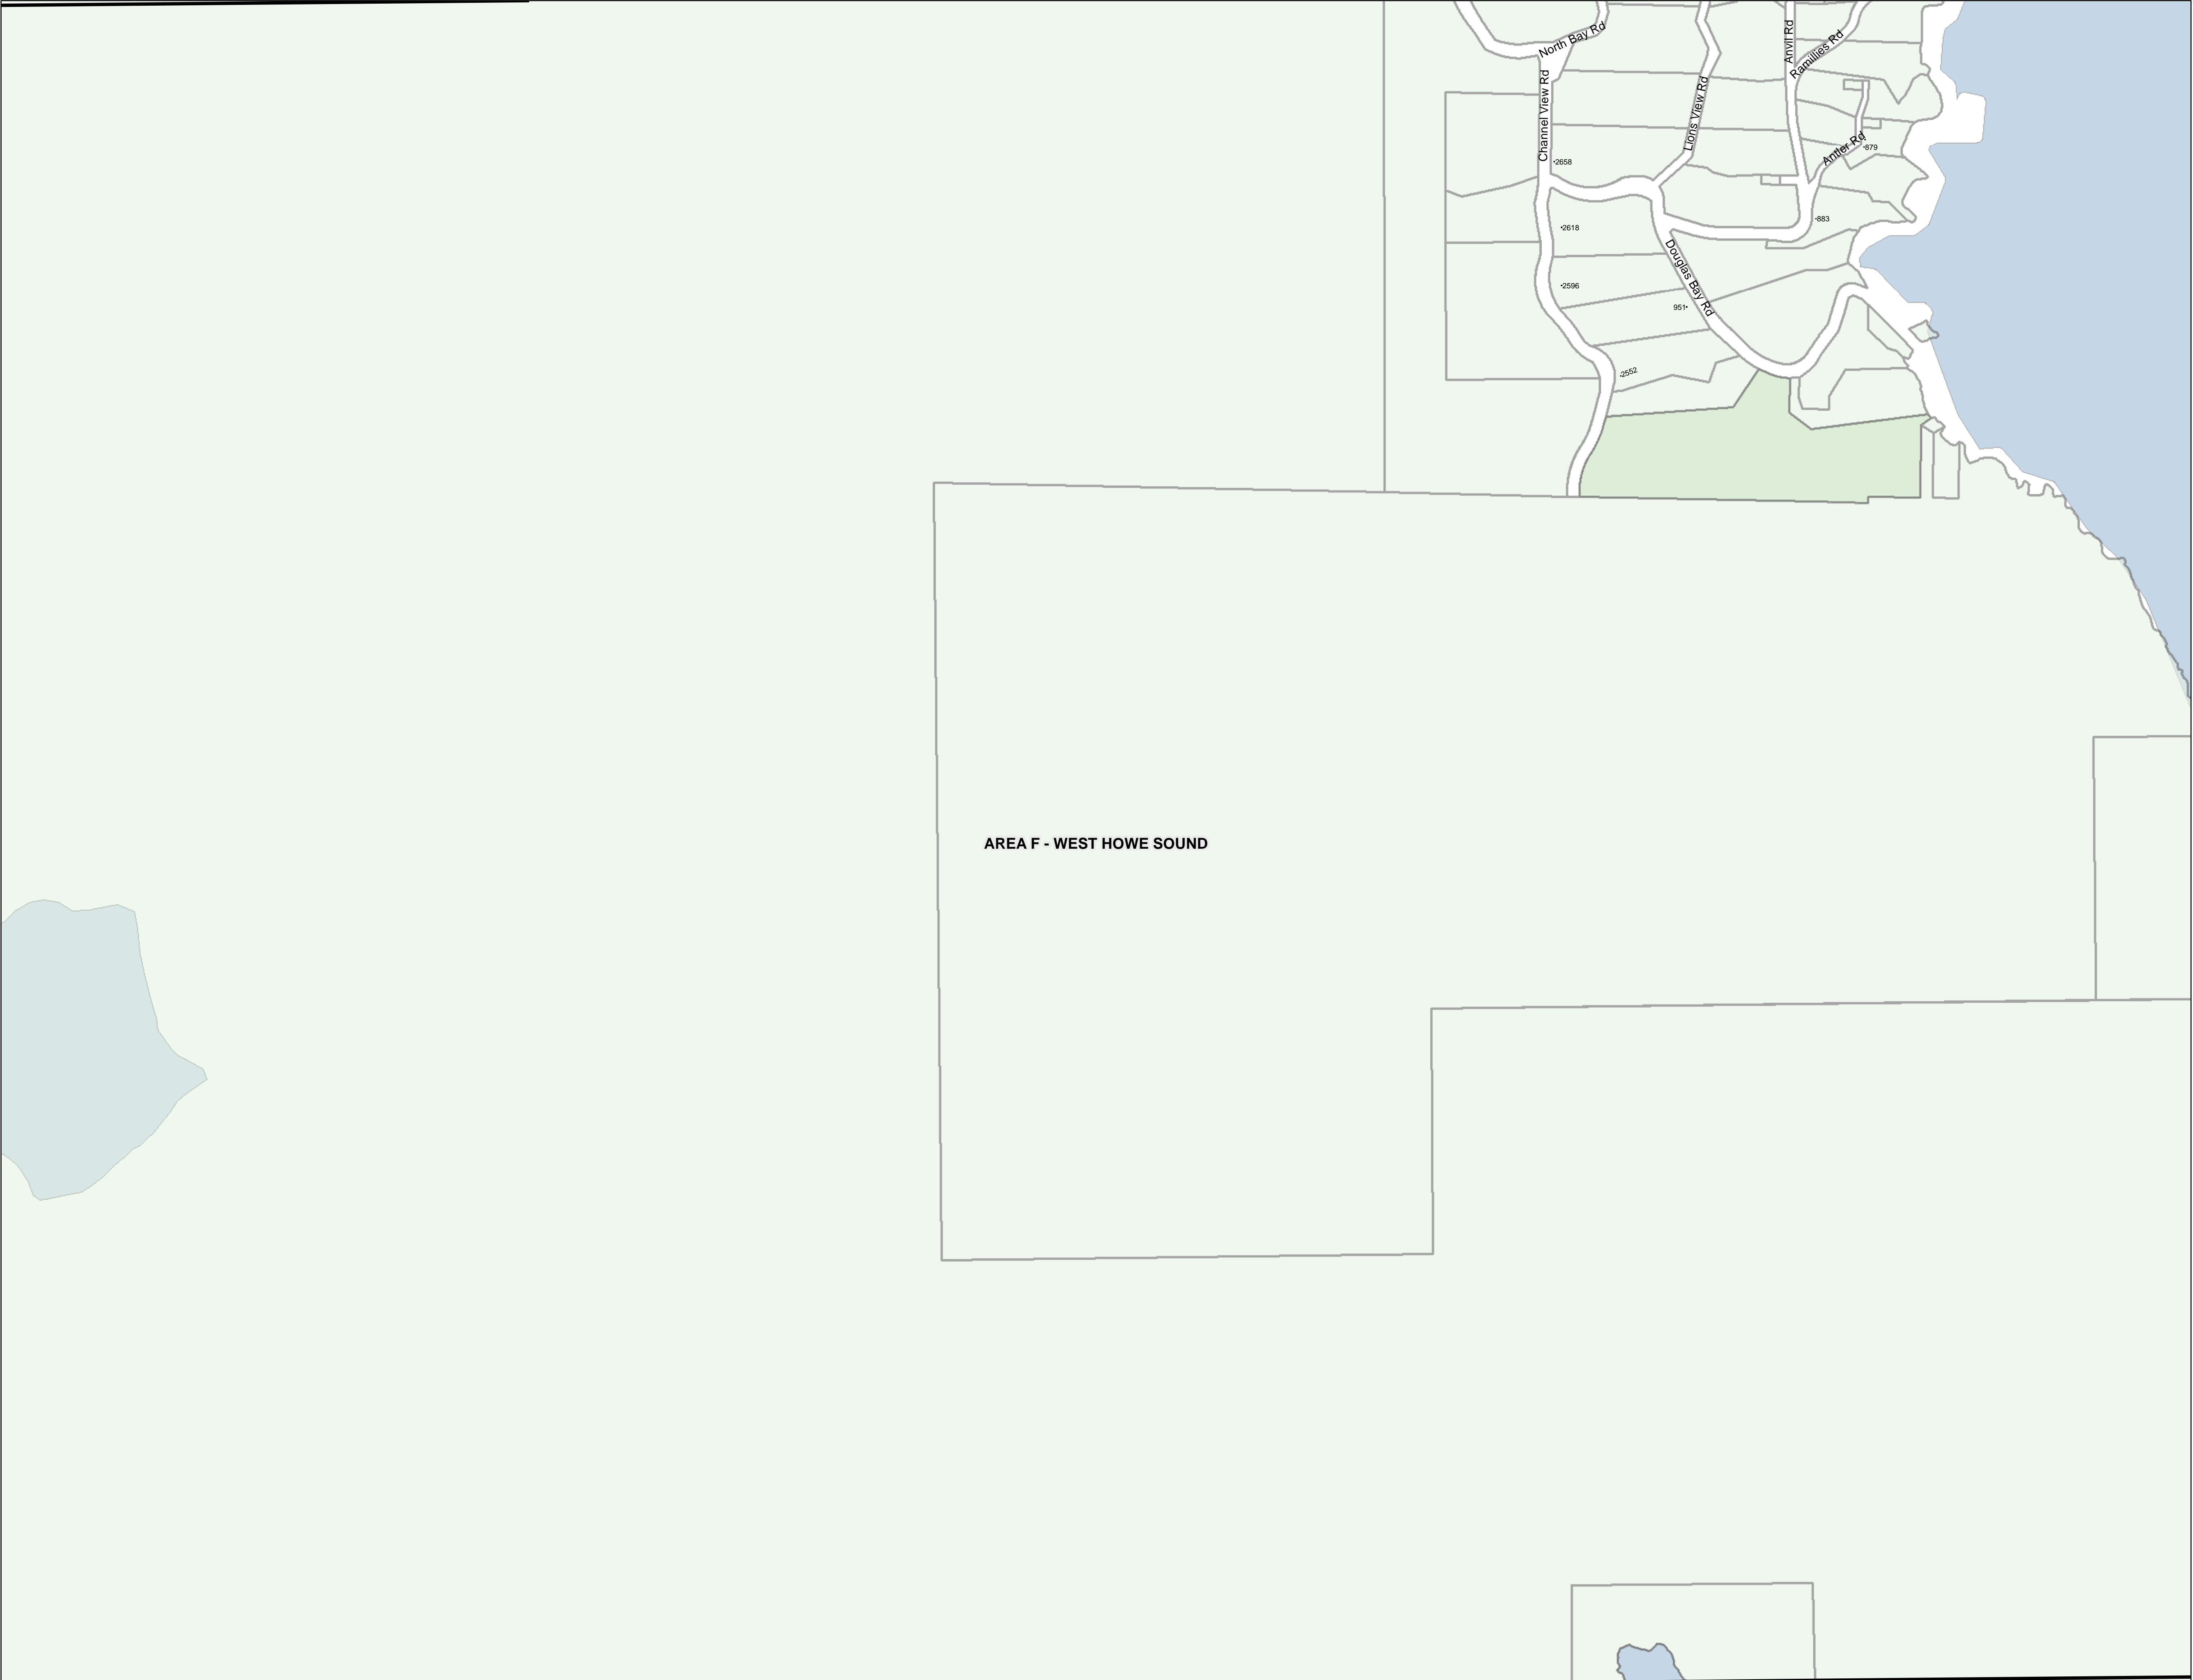 North Bay Rd
Anvil Rd
Ramillies Rd
Channel View Rd
Lions View Rd
Antler Rd
879
2658
883
2618
Douglas Bay Rd
2596
951
2552
AREA F - WEST HOWE SOUND